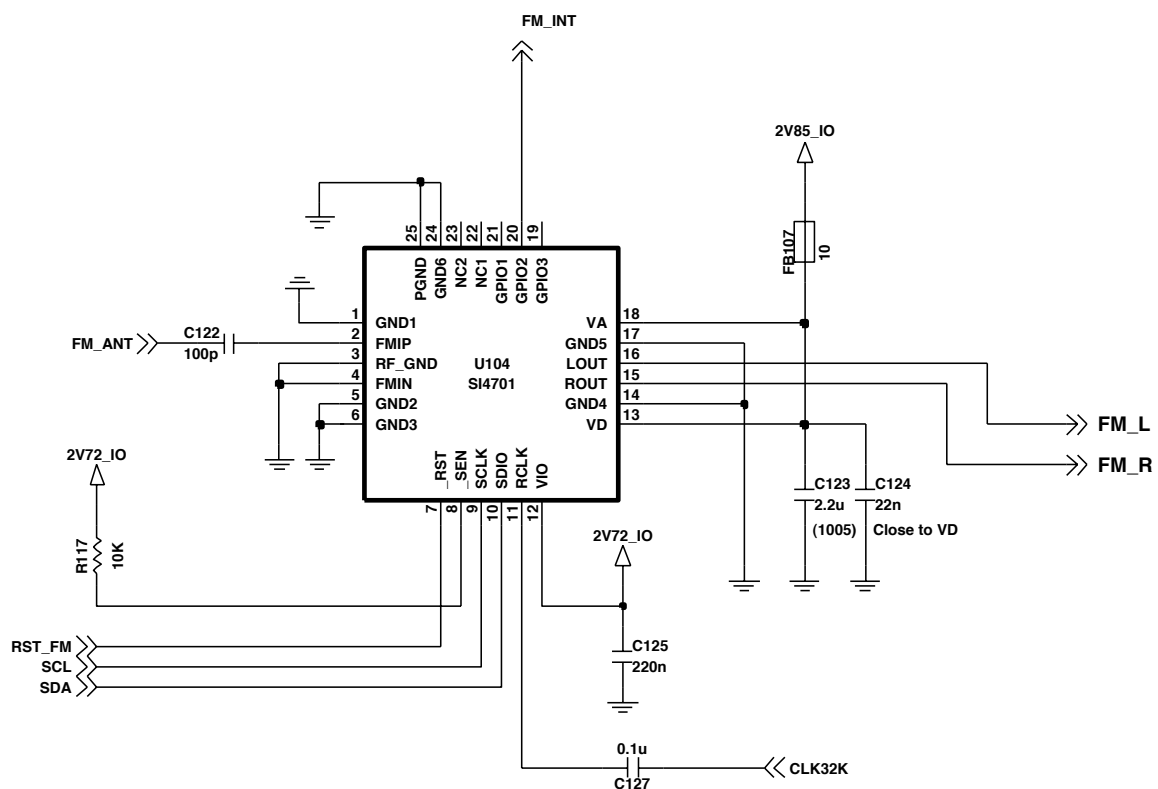 FM_INT
2V85_IO
FB107
10
25
24
23
22
21
20
19
PGND
GND6
NC2
NC1
GPIO1
GPIO2
GPIO3
1
GND1
VA
18
FM_ANT
C122
100p
2
FMIP
GND5
17
3
RF_GND
U104
LOUT
16
4
FMIN
SI4701
ROUT
15
5
GND2
GND4
14
6
GND3
VD
13
FM_L
FM_R
2V72_IO
_RST
_SEN
SCLK
SDIO
RCLK
VIO
7
8
9
10
11
12
C123
2.2u
(1005)
C124
22n
Close to VD
R117
10K
2V72_IO
RST_FM
SCL
SDA
C125
220n
0.1u
C127
CLK32K